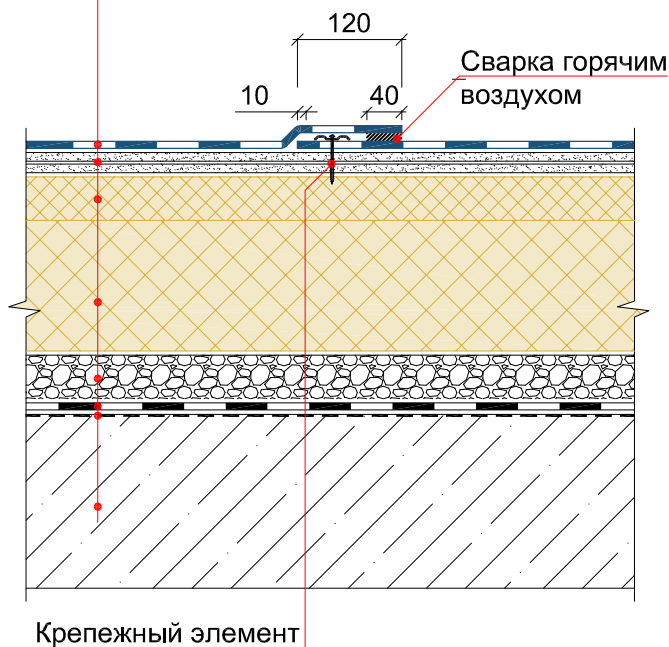 120
Сварка горячим
воздухом
10
40
Крепежный элемент